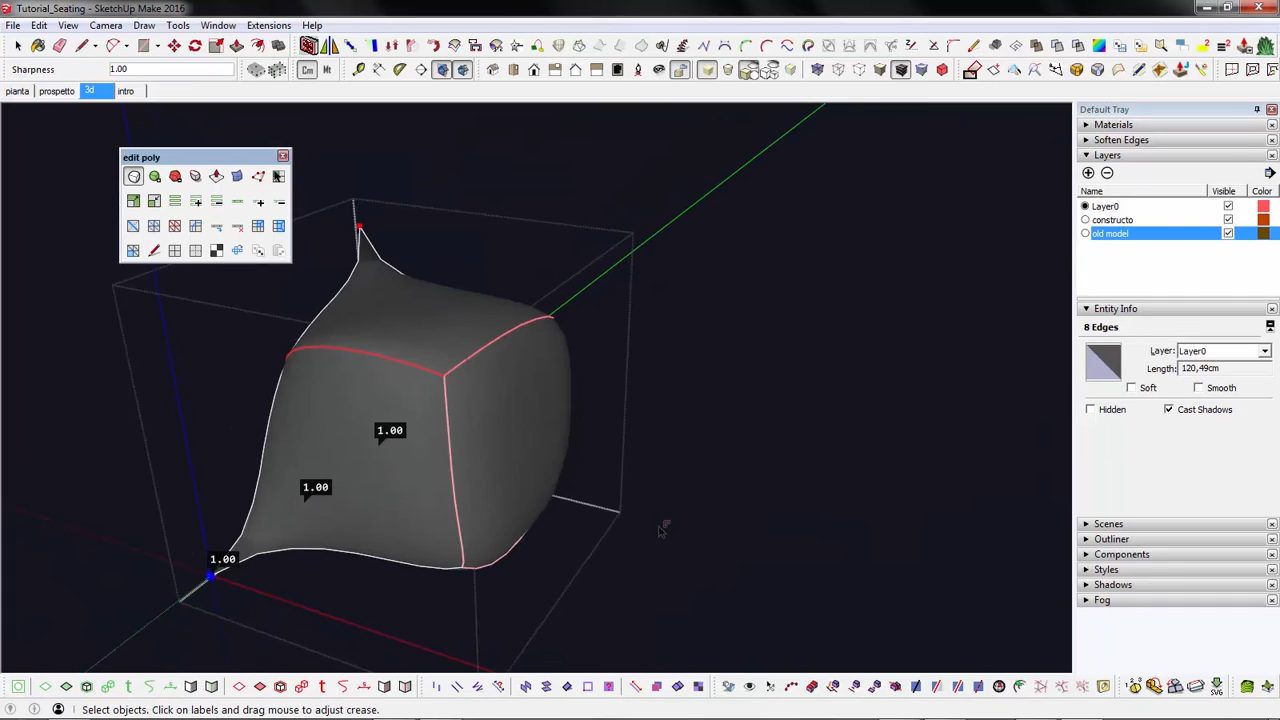 Tutorial_Seating - SketchUp Make 2016
File Edit View Camera Draw Tools Window Extensions Help
Sharpness 1.00 Cm Mt
pianta prospetto 3d intro
Default Tray
Materials
Soften Edges
Layers
Name Visible Color
Layer0
constructo
old model
Entity Info
8 Edges
Layer: Layer0
Length: 120,49cm
Soft Smooth
Hidden Cast Shadows
Scenes
Outliner
Components
Styles
Shadows
Fog
edit poly
1.00
1.00
1.00
Select objects. Click on labels and drag mouse to adjust crease.